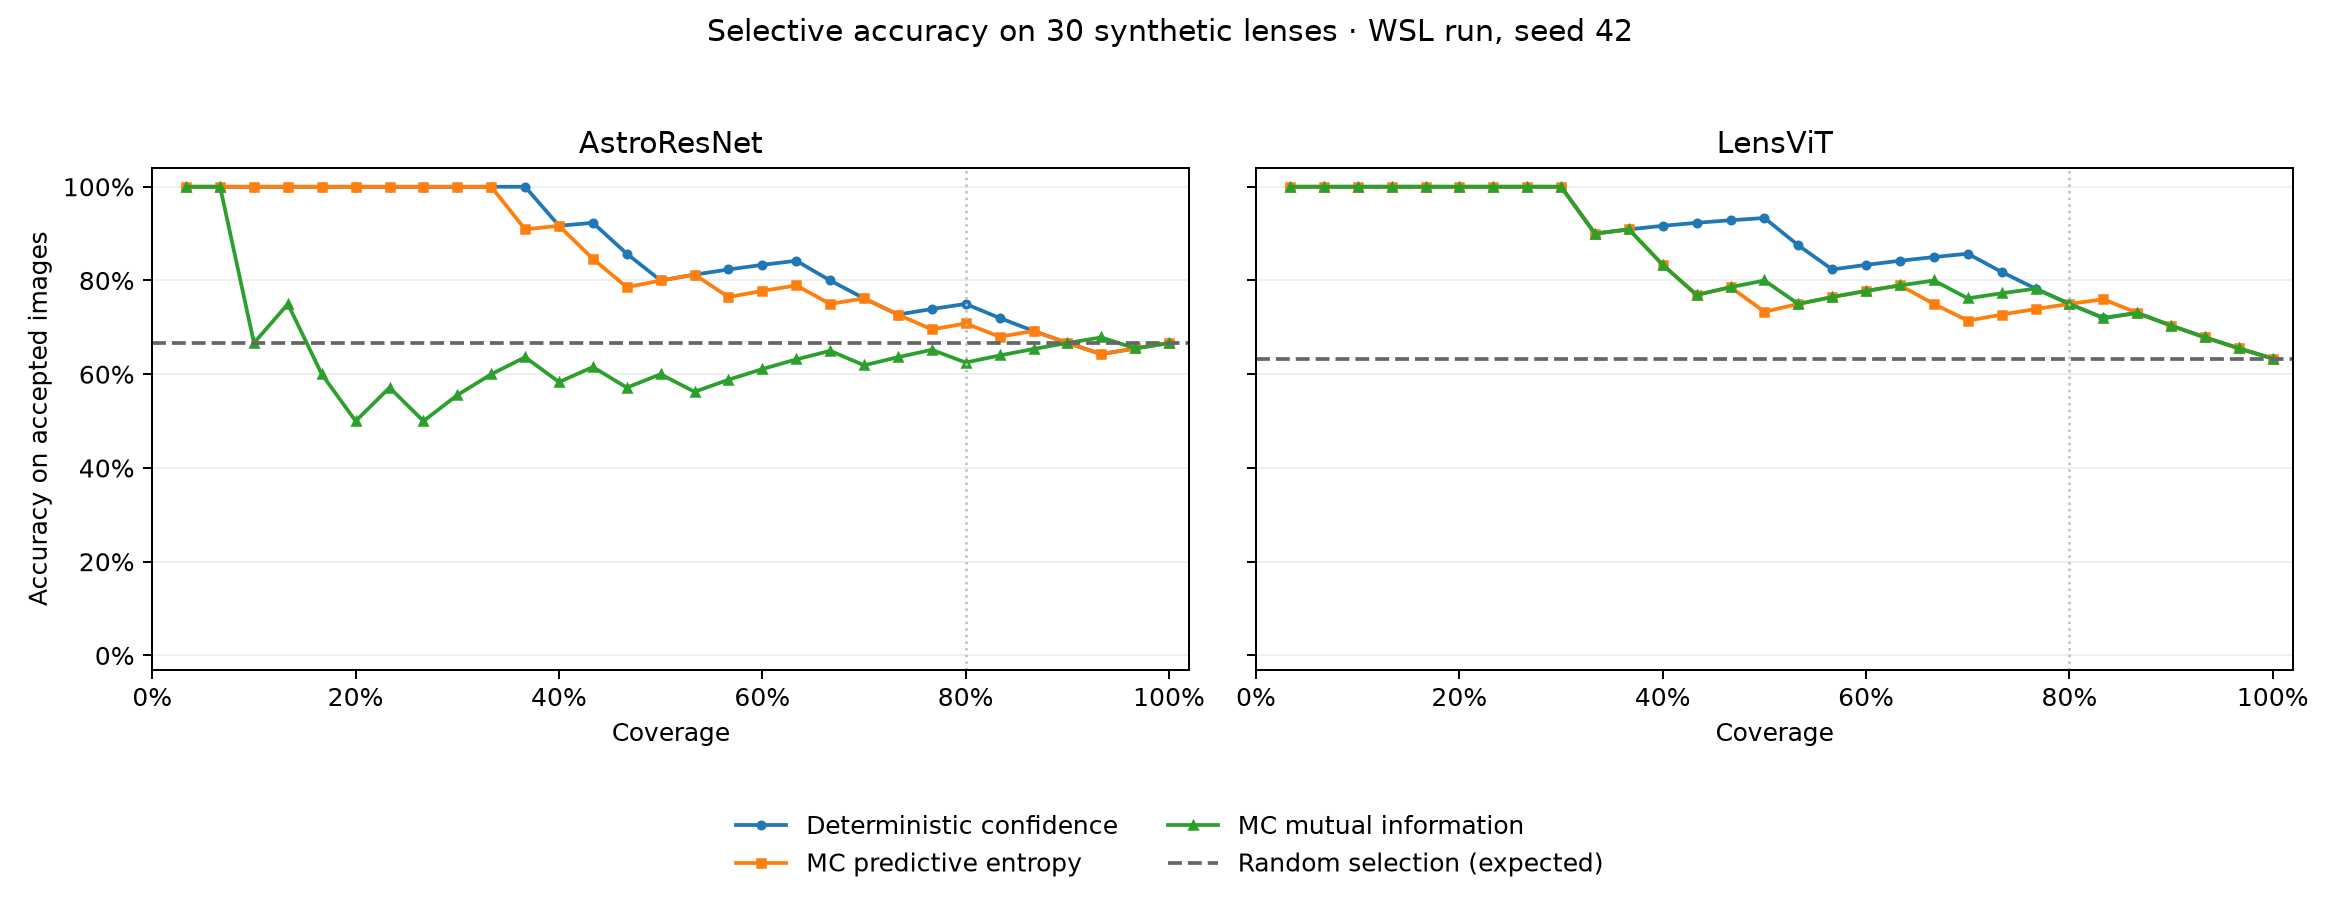 Selective accuracy on 30 synthetic lenses · WSL run, seed 42
AstroResNet
LensViT
Accuracy on accepted images
100%
80%
60%
40%
20%
0%
0% 20% 40% 60% 80% 100%
0% 20% 40% 60% 80% 100%
Coverage
Coverage
Deterministic confidence
MC predictive entropy
MC mutual information
Random selection (expected)